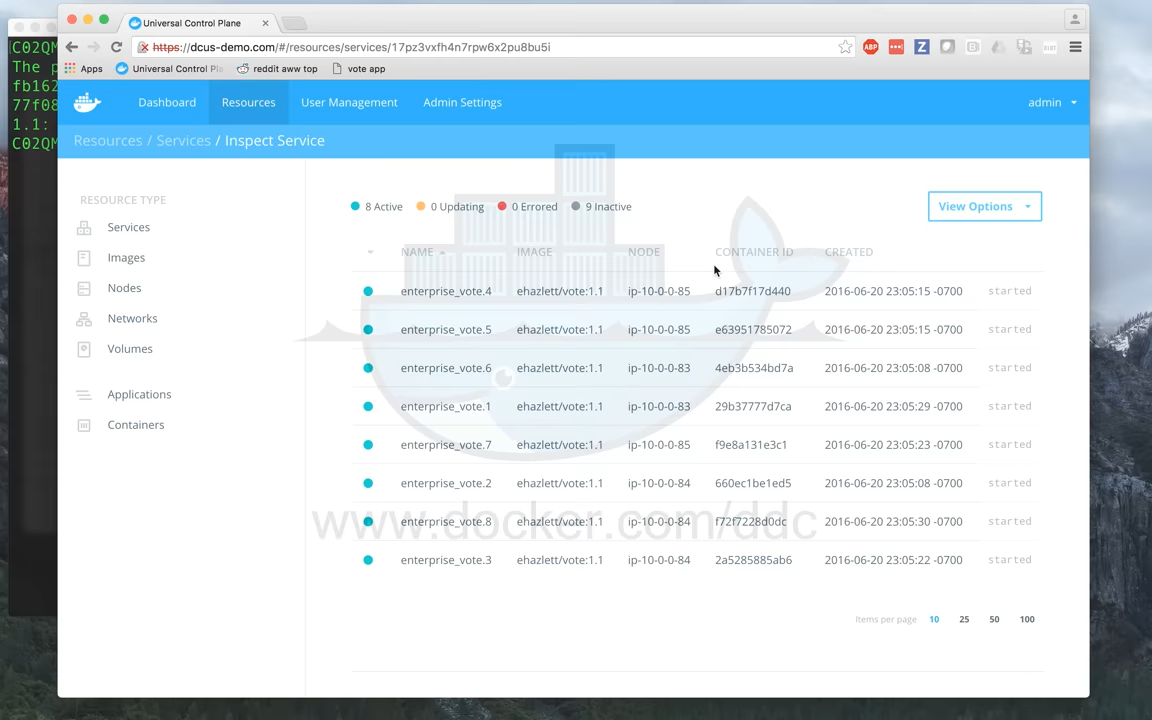 Universal Control Plane
https://dcus-demo.com/#/resources/services/17pz3vxfh4n7rpw6x2pu8bu5i
Apps Universal Control Pl reddit aww top vote app
C02QM
The p
fb162
77f08
1.1:
C02QM
Dashboard Resources User Management Admin Settings admin
Resources / Services / Inspect Service
RESOURCE TYPE
Services
Images
Nodes
Networks
Volumes
Applications
Containers
8 Active 0 Updating 0 Errored 9 Inactive View Options
NAME IMAGE NODE CONTAINER ID CREATED
enterprise_vote.4 ehazlett/vote:1.1 ip-10-0-0-85 d17b7f17d440 2016-06-20 23:05:15 -0700 started
enterprise_vote.5 ehazlett/vote:1.1 ip-10-0-0-85 e63951785072 2016-06-20 23:05:15 -0700 started
enterprise_vote.6 ehazlett/vote:1.1 ip-10-0-0-83 4eb3b534bd7a 2016-06-20 23:05:08 -0700 started
enterprise_vote.1 ehazlett/vote:1.1 ip-10-0-0-83 29b37777d7ca 2016-06-20 23:05:29 -0700 started
enterprise_vote.7 ehazlett/vote:1.1 ip-10-0-0-85 f9e8a131e3c1 2016-06-20 23:05:23 -0700 started
enterprise_vote.2 ehazlett/vote:1.1 ip-10-0-0-84 660ec1be1ed5 2016-06-20 23:05:08 -0700 started
enterprise_vote.8 ehazlett/vote:1.1 ip-10-0-0-84 f72f7228d0dc 2016-06-20 23:05:30 -0700 started
enterprise_vote.3 ehazlett/vote:1.1 ip-10-0-0-84 2a5285885ab6 2016-06-20 23:05:22 -0700 started
www.docker.com/ddc
Items per page 10 25 50 100
ABP
Z